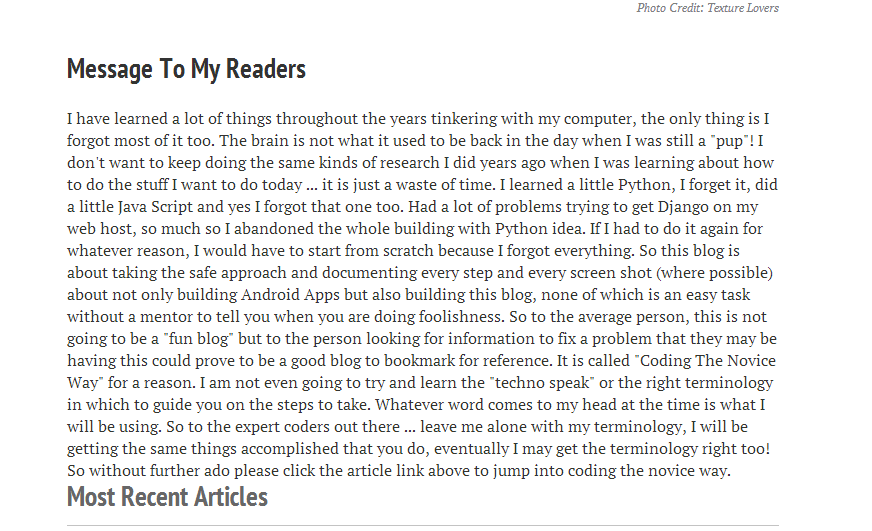 Photo Credit: Texture Lovers
Message To My Readers
I have learned a lot of things throughout the years tinkering with my computer, the only thing is I
forgot most of it too. The brain is not what it used to be back in the day when I was still a "pup"! I
don't want to keep doing the same kinds of research I did years ago when I was learning about how
to do the stuff I want to do today ... it is just a waste of time. I learned a little Python, I forget it, did
a little Java Script and yes I forgot that one too. Had a lot of problems trying to get Django on my
web host, so much so I abandoned the whole building with Python idea. If I had to do it again for
whatever reason, I would have to start from scratch because I forgot everything. So this blog is
about taking the safe approach and documenting every step and every screen shot (where possible)
about not only building Android Apps but also building this blog, none of which is an easy task
without a mentor to tell you when you are doing foolishness. So to the average person, this is not
going to be a "fun blog" but to the person looking for information to fix a problem that they may be
having this could prove to be a good blog to bookmark for reference. It is called "Coding The Novice
Way" for a reason. I am not even going to try and learn the "techno speak" or the right terminology
in which to guide you on the steps to take. Whatever word comes to my head at the time is what I
will be using. So to the expert coders out there ... leave me alone with my terminology, I will be
getting the same things accomplished that you do, eventually I may get the terminology right too!
So without further ado please click the article link above to jump into coding the novice way.
Most Recent Articles